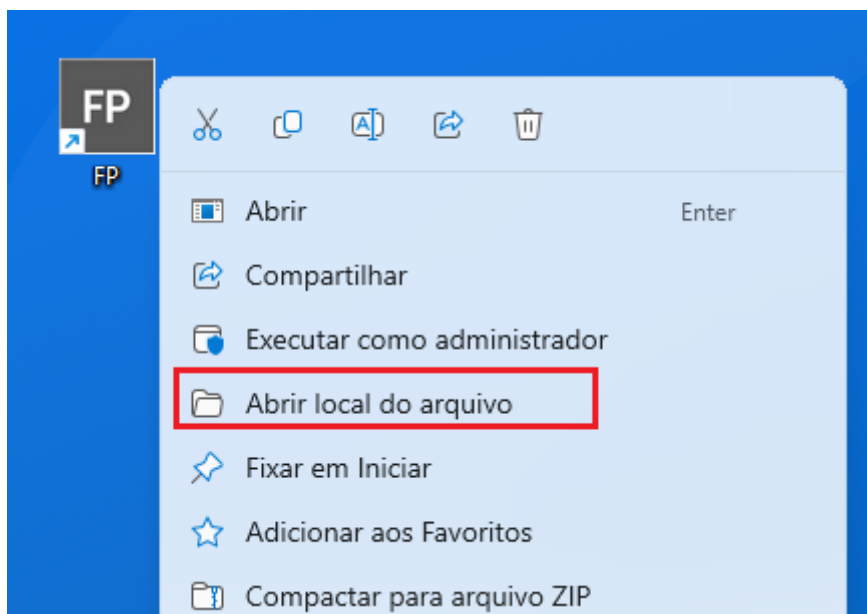 FP
FP
Abrir Enter
Compartilhar
Executar como administrador
Abrir local do arquivo
Fixar em Iniciar
Adicionar aos Favoritos
Compactar para arquivo ZIP